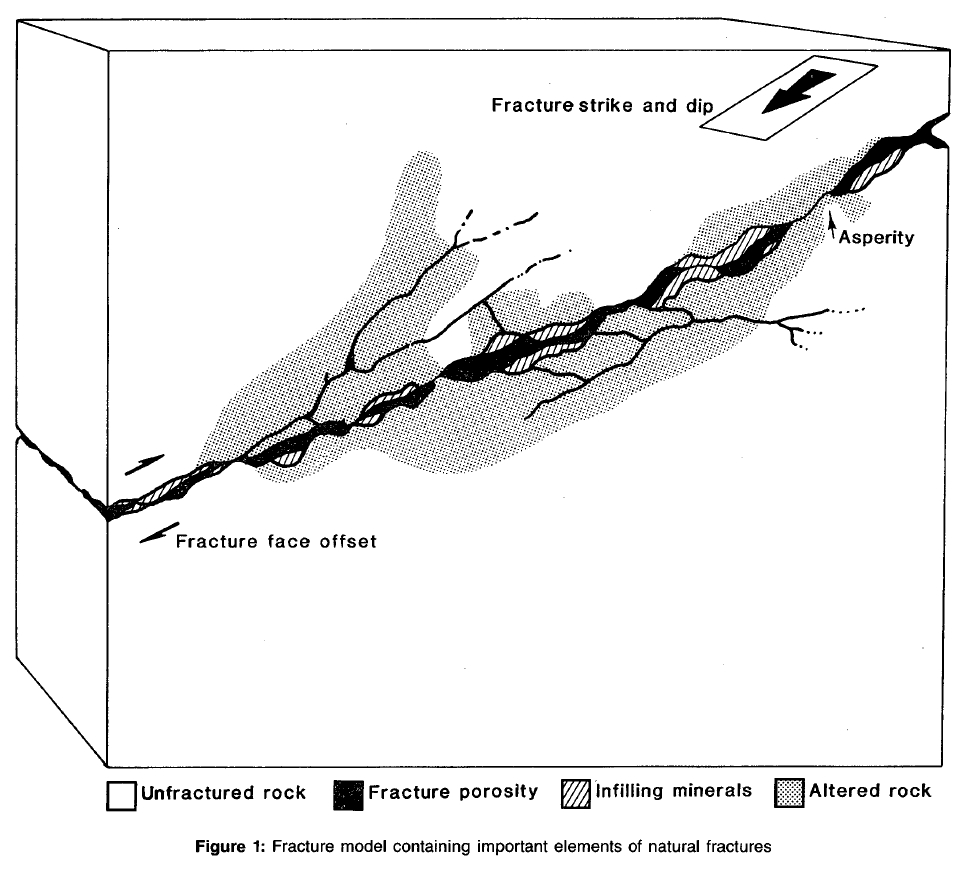 Fracture strike and dip
Asperity
Fracture face offset
Unfractured rock
Fracture porosity
Infilling minerals
Altered rock
Figure 1: Fracture model containing important elements of natural fractures